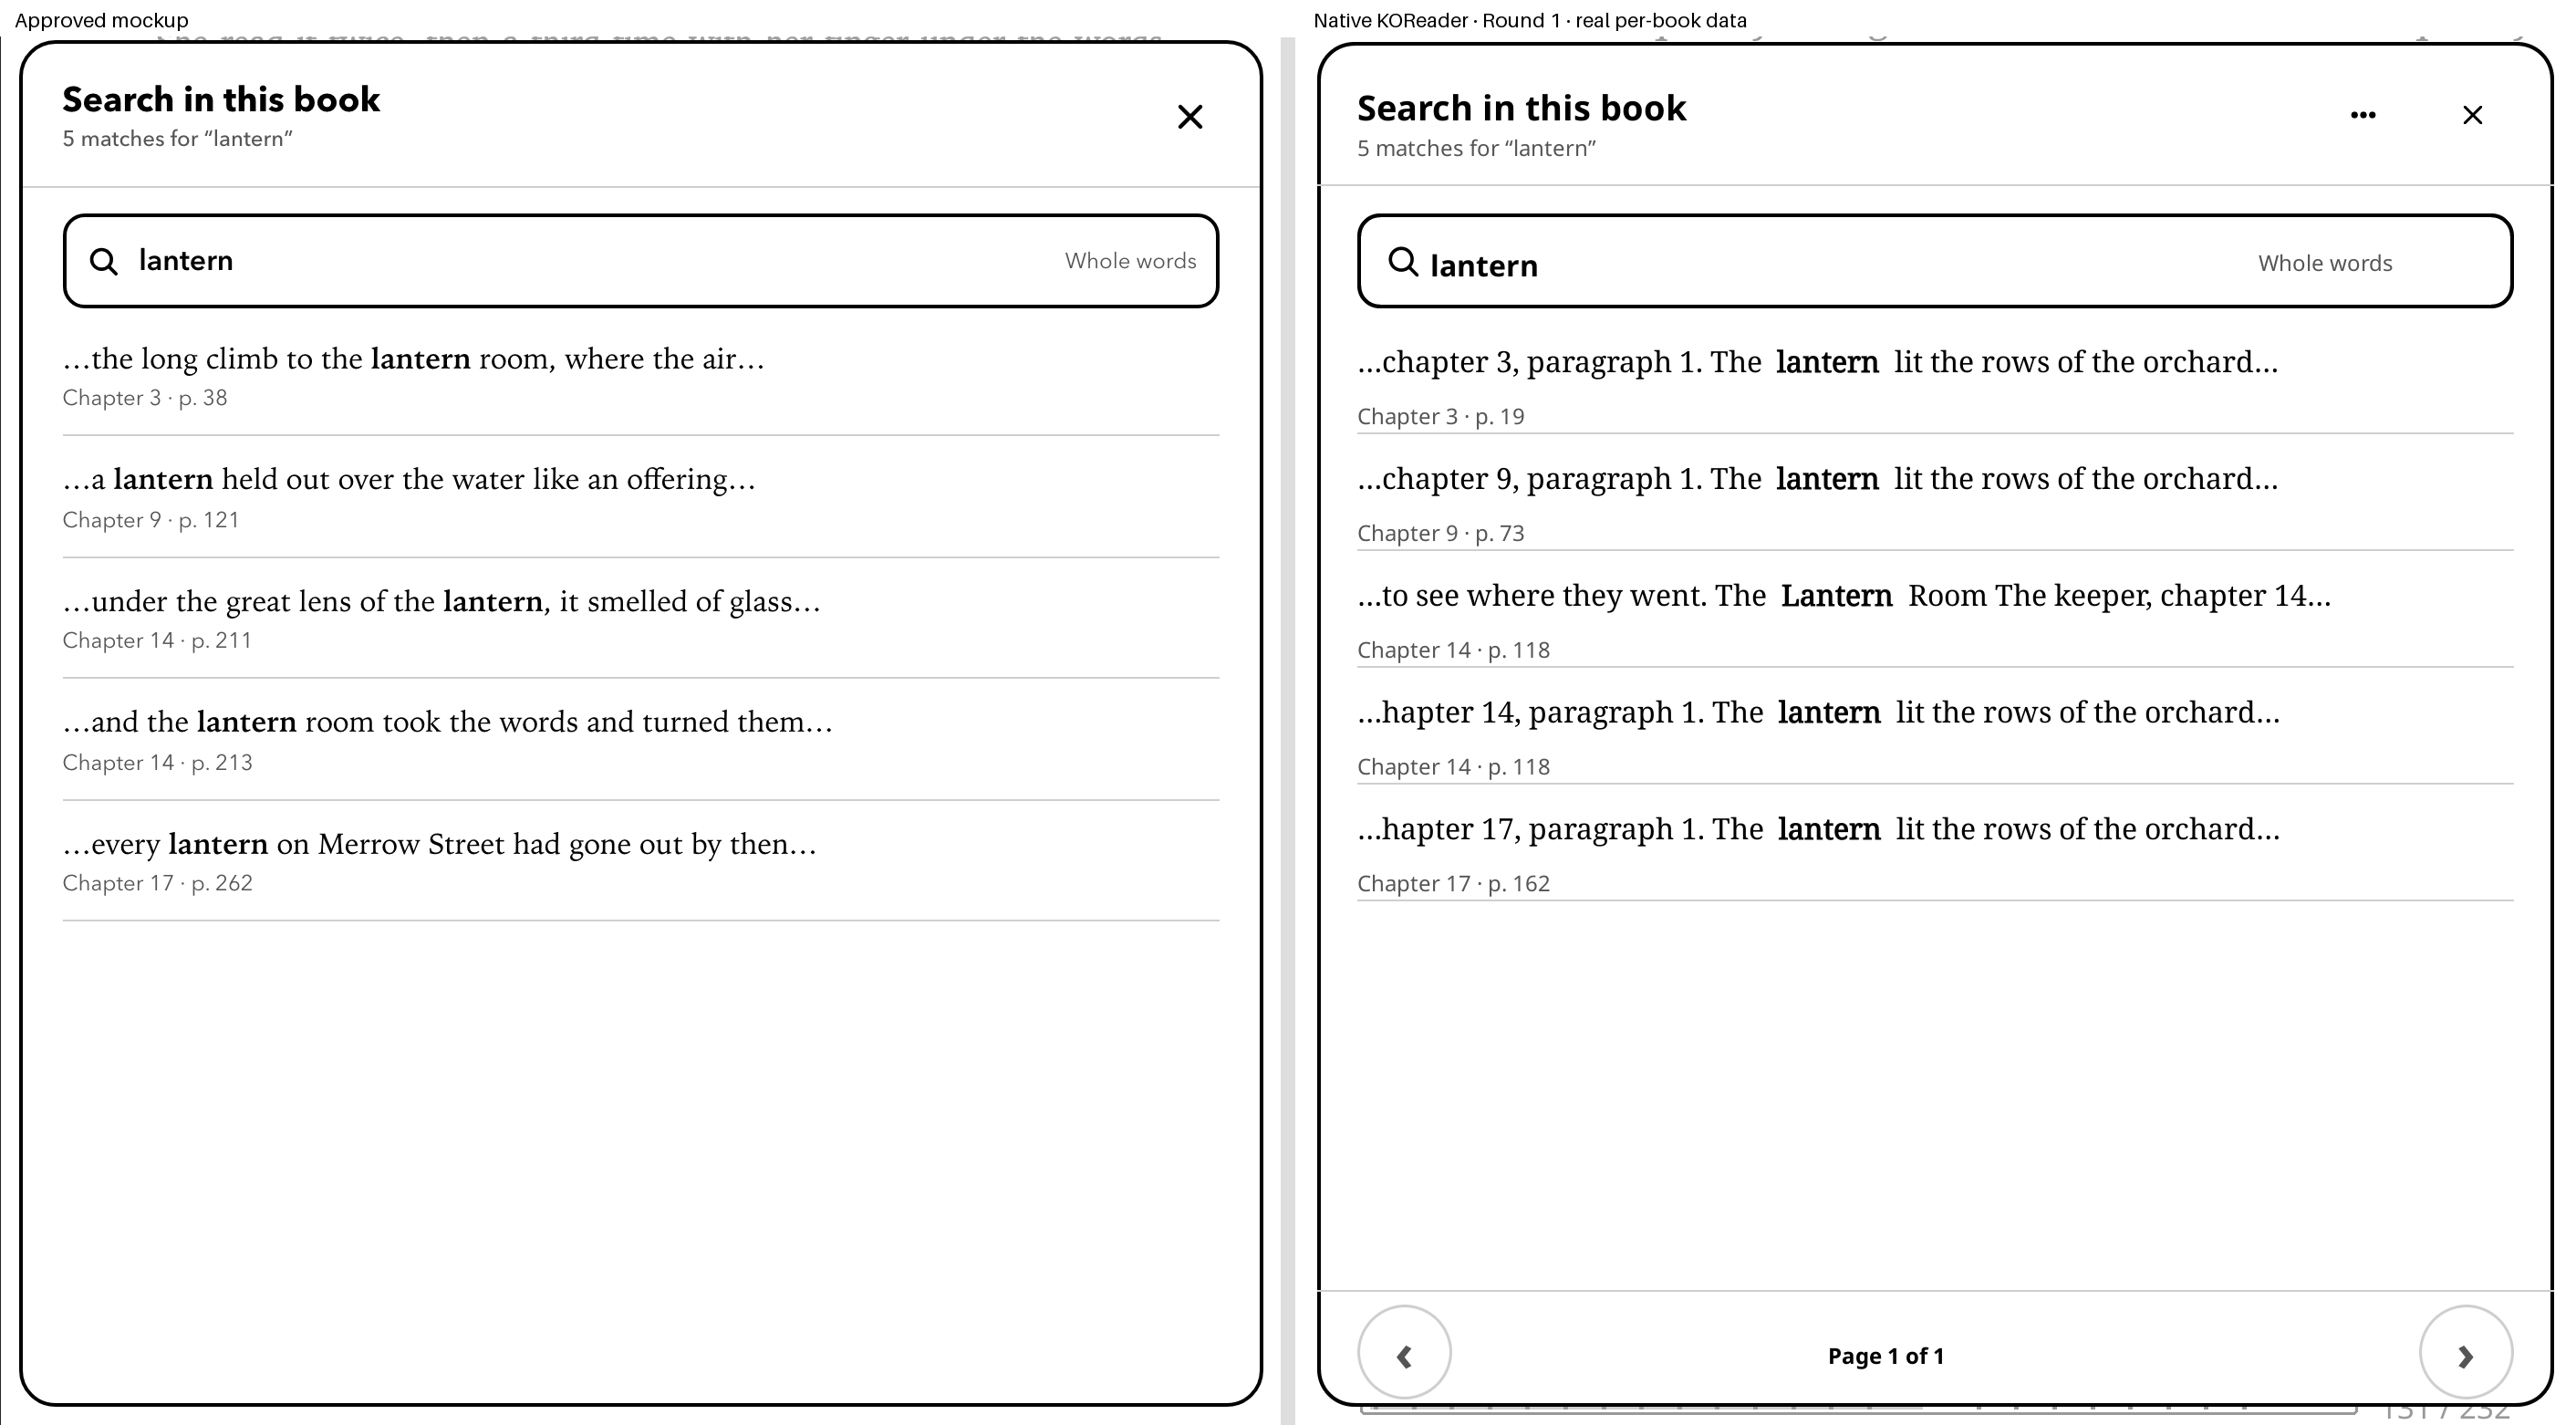 Approved mockup
Search in this book
5 matches for “lantern”
lantern
Whole words
...the long climb to the lantern room, where the air...
Chapter 3 · p. 38
...a lantern held out over the water like an offering...
Chapter 9 · p. 121
...under the great lens of the lantern, it smelled of glass...
Chapter 14 · p. 211
...and the lantern room took the words and turned them...
Chapter 14 · p. 213
...every lantern on Merrow Street had gone out by then...
Chapter 17 · p. 262
Native KOReader · Round 1 · real per-book data
Search in this book
5 matches for “lantern”
lantern
Whole words
...chapter 3, paragraph 1. The lantern lit the rows of the orchard...
Chapter 3 · p. 19
...chapter 9, paragraph 1. The lantern lit the rows of the orchard...
Chapter 9 · p. 73
...to see where they went. The Lantern Room The keeper, chapter 14...
Chapter 14 · p. 118
...hapter 14, paragraph 1. The lantern lit the rows of the orchard...
Chapter 14 · p. 118
...hapter 17, paragraph 1. The lantern lit the rows of the orchard...
Chapter 17 · p. 162
Page 1 of 1